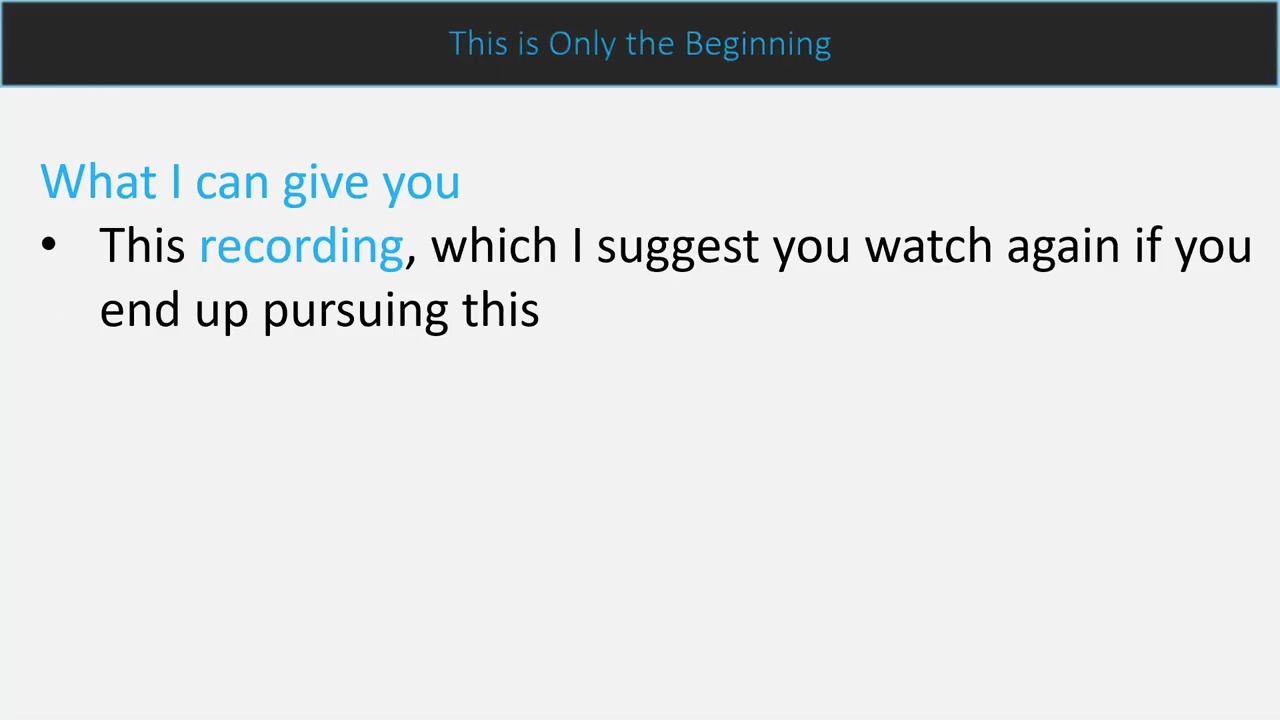 This is Only the Beginning
What I can give you
• This recording, which I suggest you watch again if you
end up pursuing this